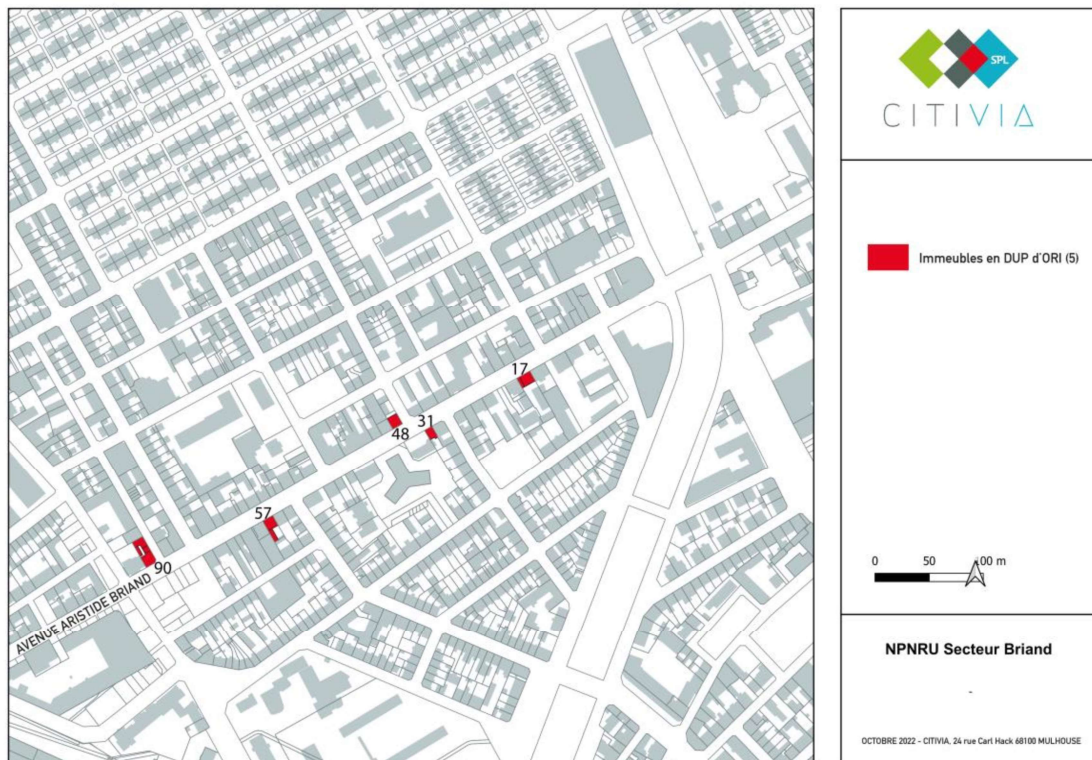 17
48
31
57
90
AVENUE ARISTIDE BRIAND
SPL
CITIVIA
Immeubles en DUP d'ORI (5)
0 50 100 m
NPNRU Secteur Briand
-
OCTOBRE 2022 - CITIVIA, 24 rue Carl Hack 68100 MULHOUSE